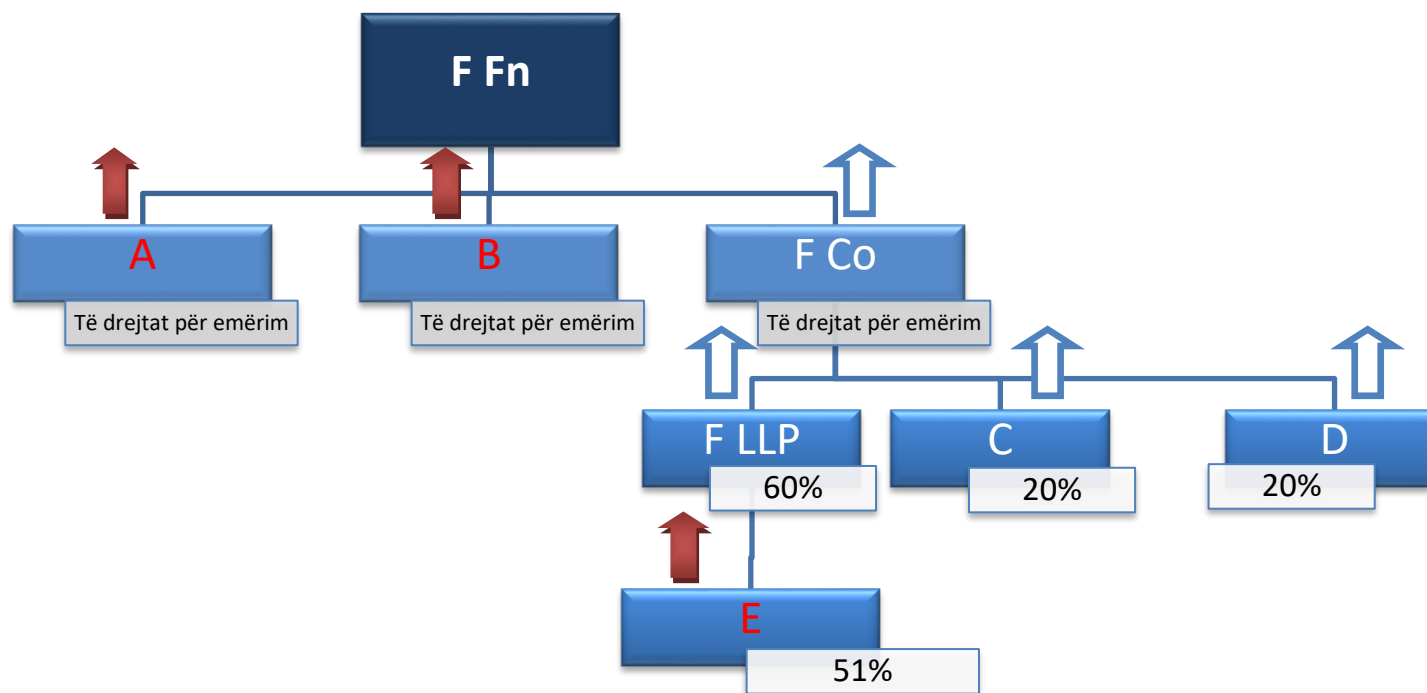 F Fn
A
B
F Co
Të drejtat për emërim
Të drejtat për emërim
Të drejtat për emërim
F LLP
C
D
60%
20%
20%
E
51%